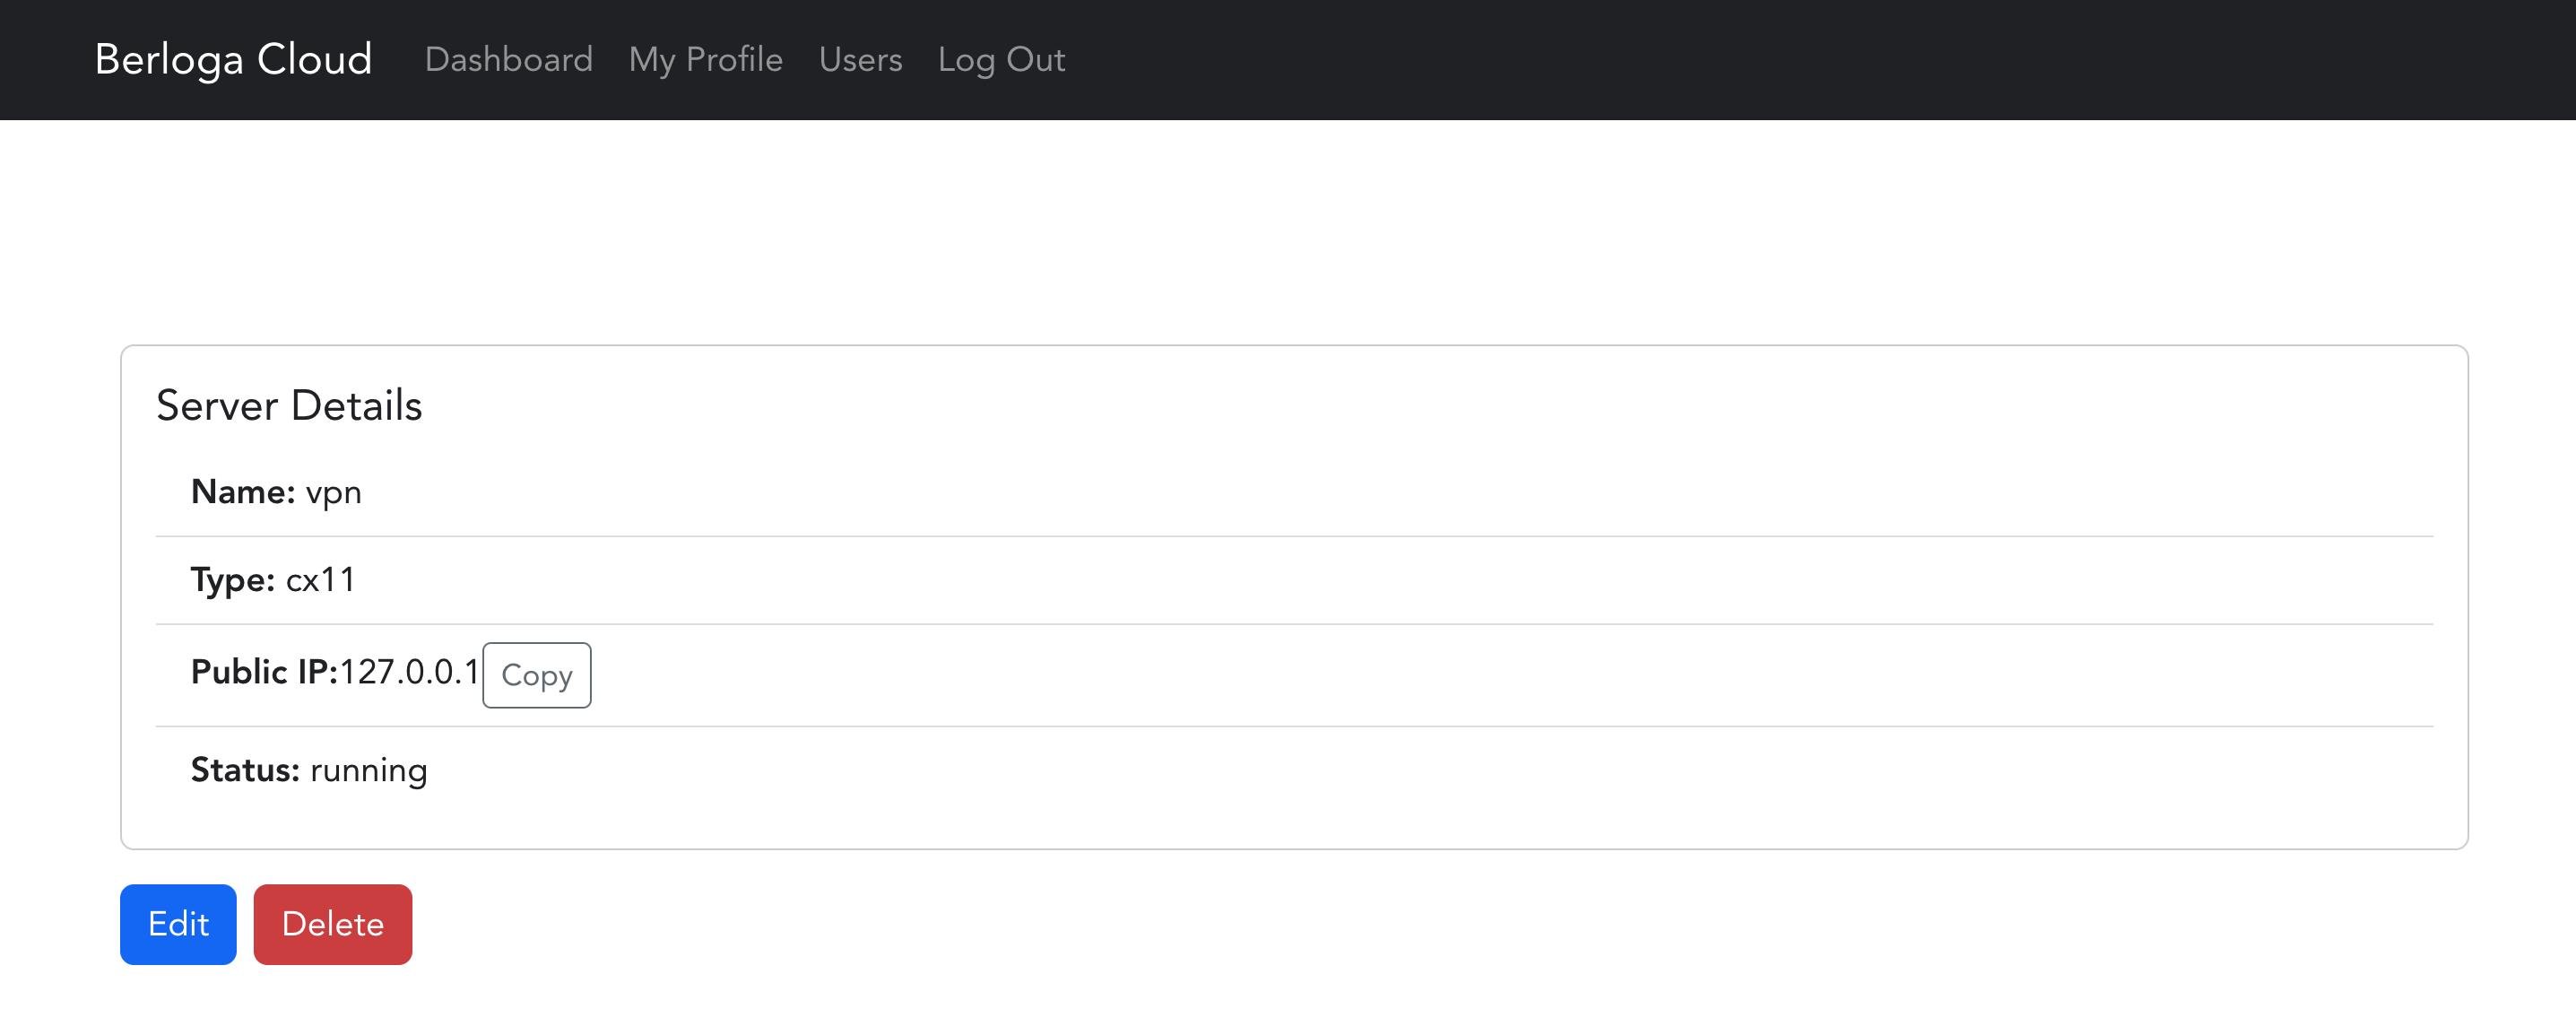 Berloga Cloud Dashboard My Profile Users Log Out
Server Details
Name: vpn
Type: cx11
Public IP:127.0.0.1 Copy
Status: running
Edit Delete